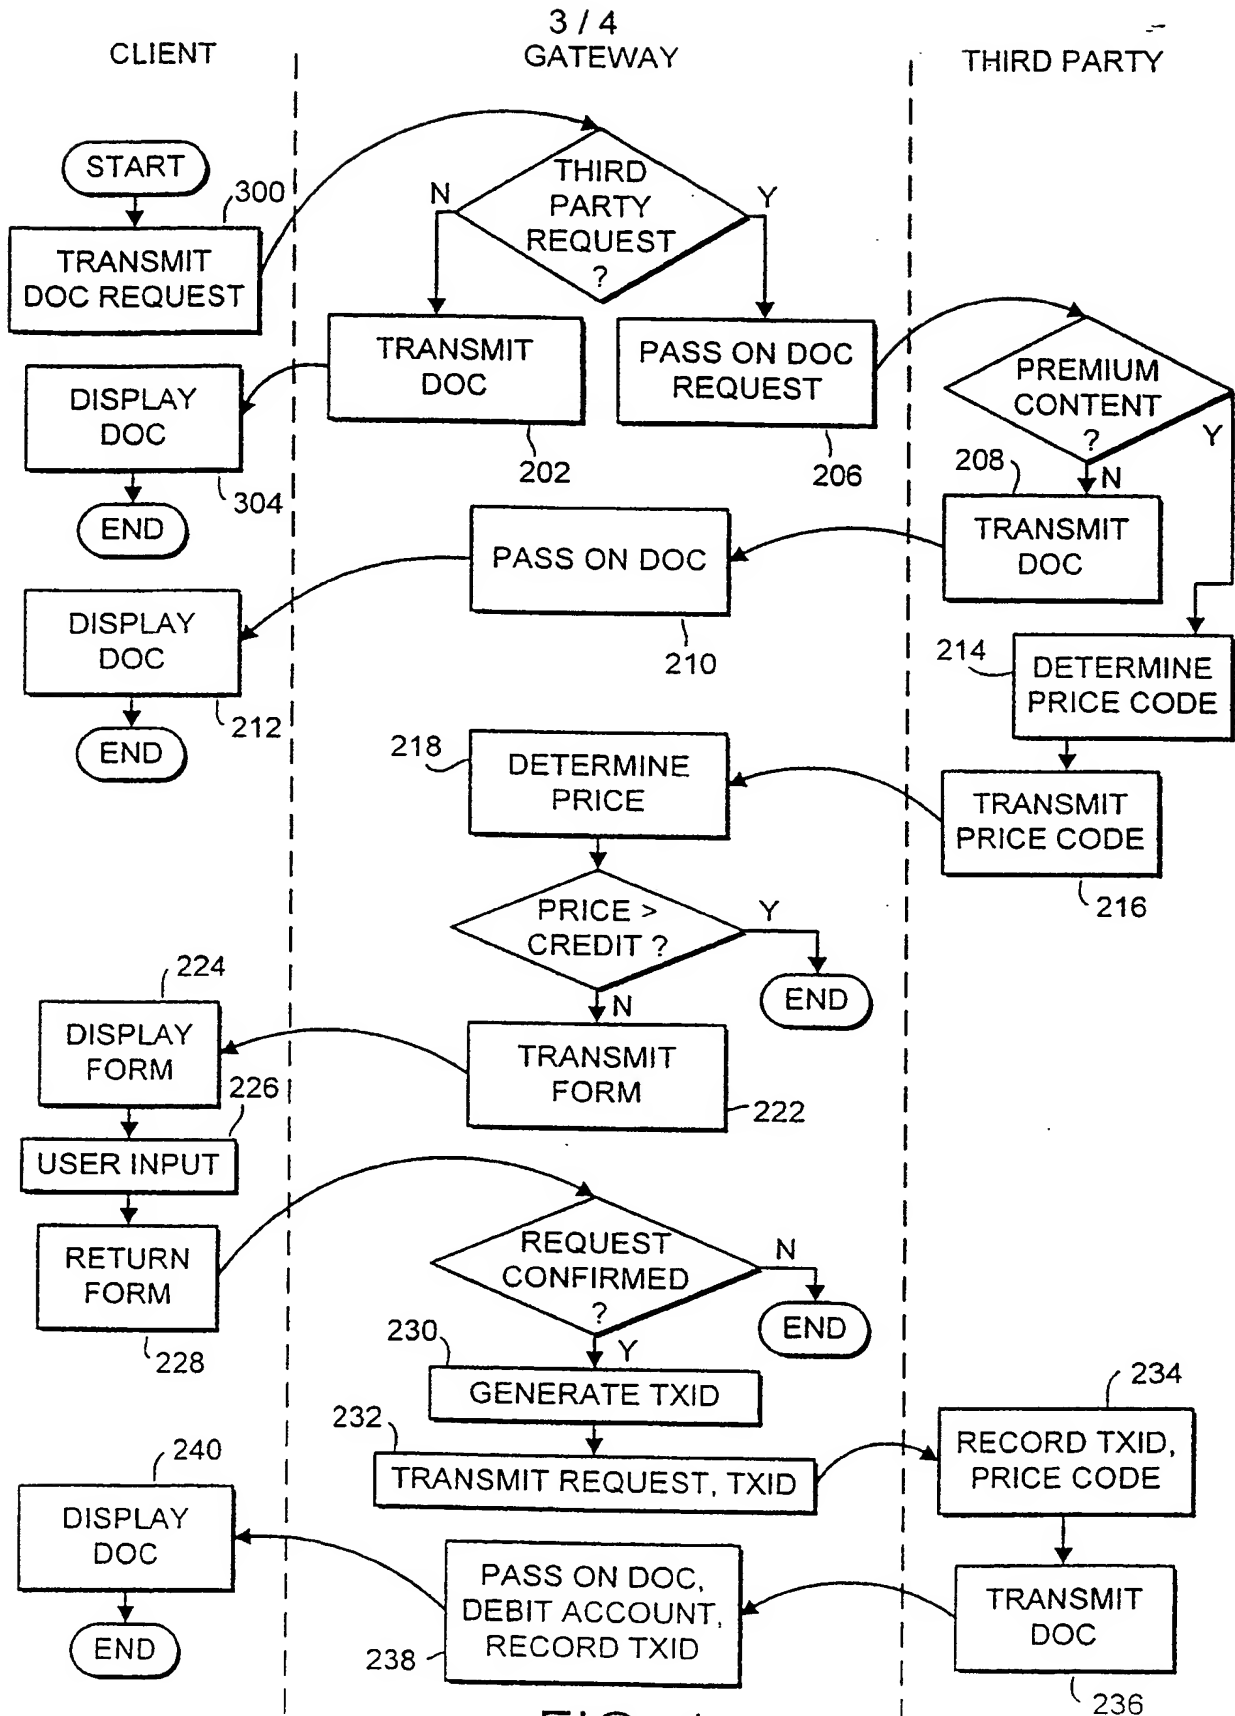 3 / 4
CLIENT
GATEWAY
THIRD PARTY
START
300
TRANSMIT
DOC REQUEST
THIRD
PARTY
REQUEST
?
N
Y
TRANSMIT
DOC
202
PASS ON DOC
REQUEST
206
PREMIUM
CONTENT
?
Y
N
DISPLAY
DOC
304
END
208
TRANSMIT
DOC
PASS ON DOC
210
DISPLAY
DOC
212
END
214
DETERMINE
PRICE CODE
218
DETERMINE
PRICE
TRANSMIT
PRICE CODE
216
PRICE >
CREDIT ?
Y
END
N
224
DISPLAY
FORM
TRANSMIT
FORM
222
226
USER INPUT
RETURN
FORM
228
REQUEST
CONFIRMED
?
N
END
Y
230
GENERATE TXID
232
TRANSMIT REQUEST, TXID
234
RECORD TXID,
PRICE CODE
240
DISPLAY
DOC
END
PASS ON DOC,
DEBIT ACCOUNT,
RECORD TXID
238
TRANSMIT
DOC
236